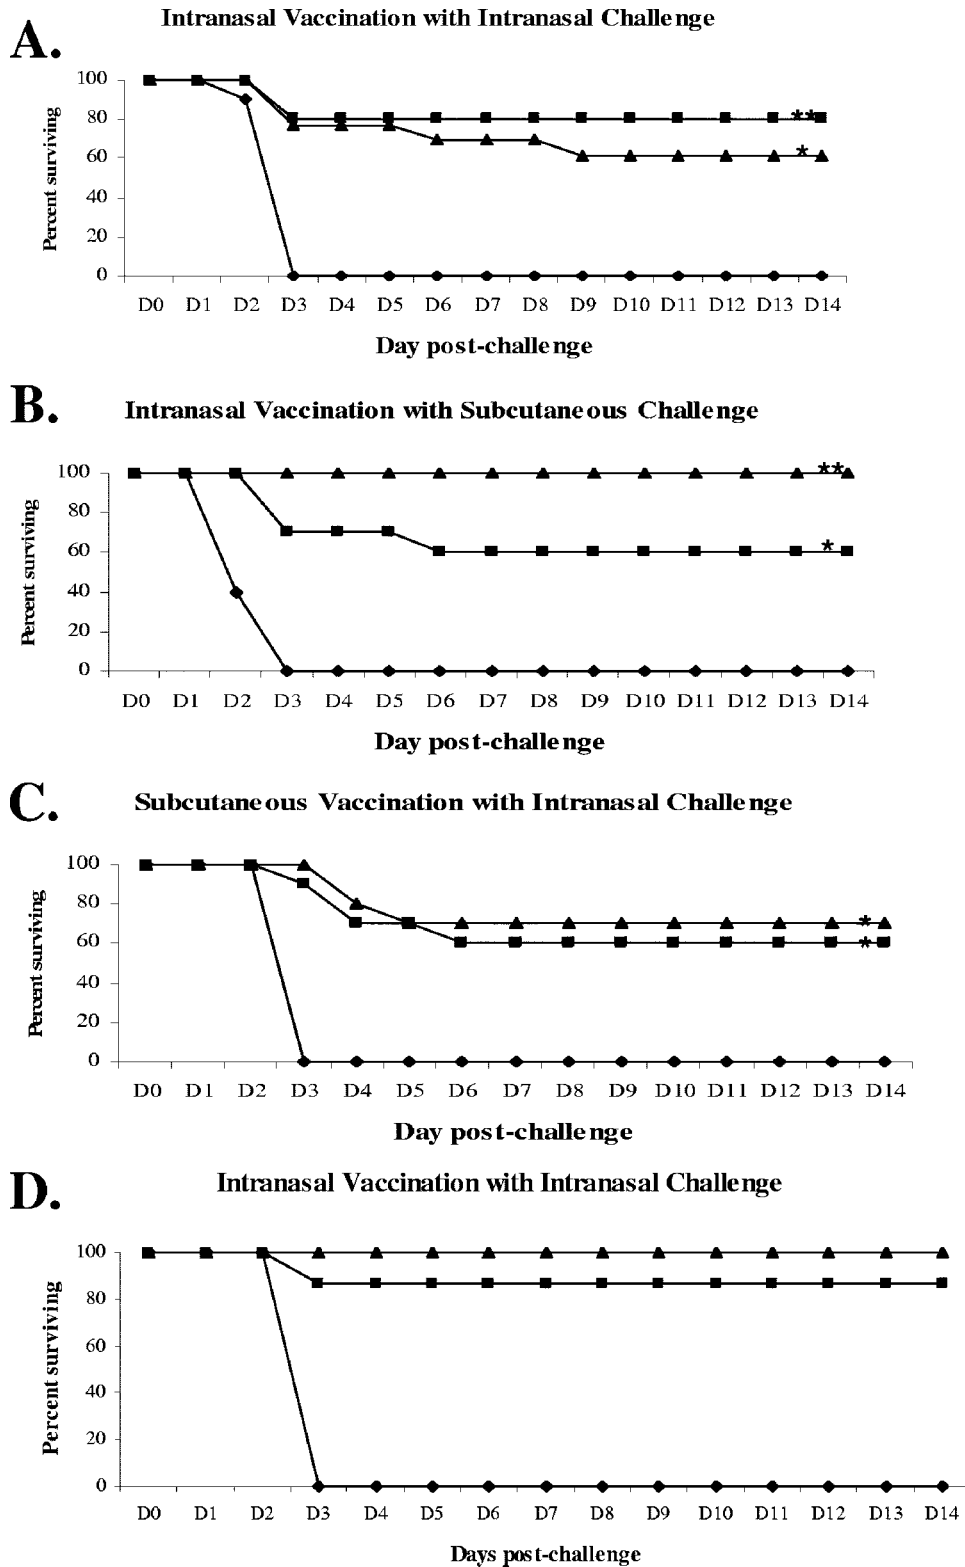 A.
Intranasal Vaccination with Intranasal Challenge
Percent surviving
100
80
60
40
20
0
**
*
D0 D1 D2 D3 D4 D5 D6 D7 D8 D9 D10 D11 D12 D13 D14
Day post-challenge
B.
Intranasal Vaccination with Subcutaneous Challenge
Percent surviving
100
80
60
40
20
0
**
*
D0 D1 D2 D3 D4 D5 D6 D7 D8 D9 D10 D11 D12 D13 D14
Day post-challenge
C.
Subcutaneous Vaccination with Intranasal Challenge
Percent surviving
100
80
60
40
20
0
*
*
D0 D1 D2 D3 D4 D5 D6 D7 D8 D9 D10 D11 D12 D13 D14
Day post-challenge
D.
Intranasal Vaccination with Intranasal Challenge
Percent surviving
100
80
60
40
20
0
D0 D1 D2 D3 D4 D5 D6 D7 D8 D9 D10 D11 D12 D13 D14
Days post-challenge